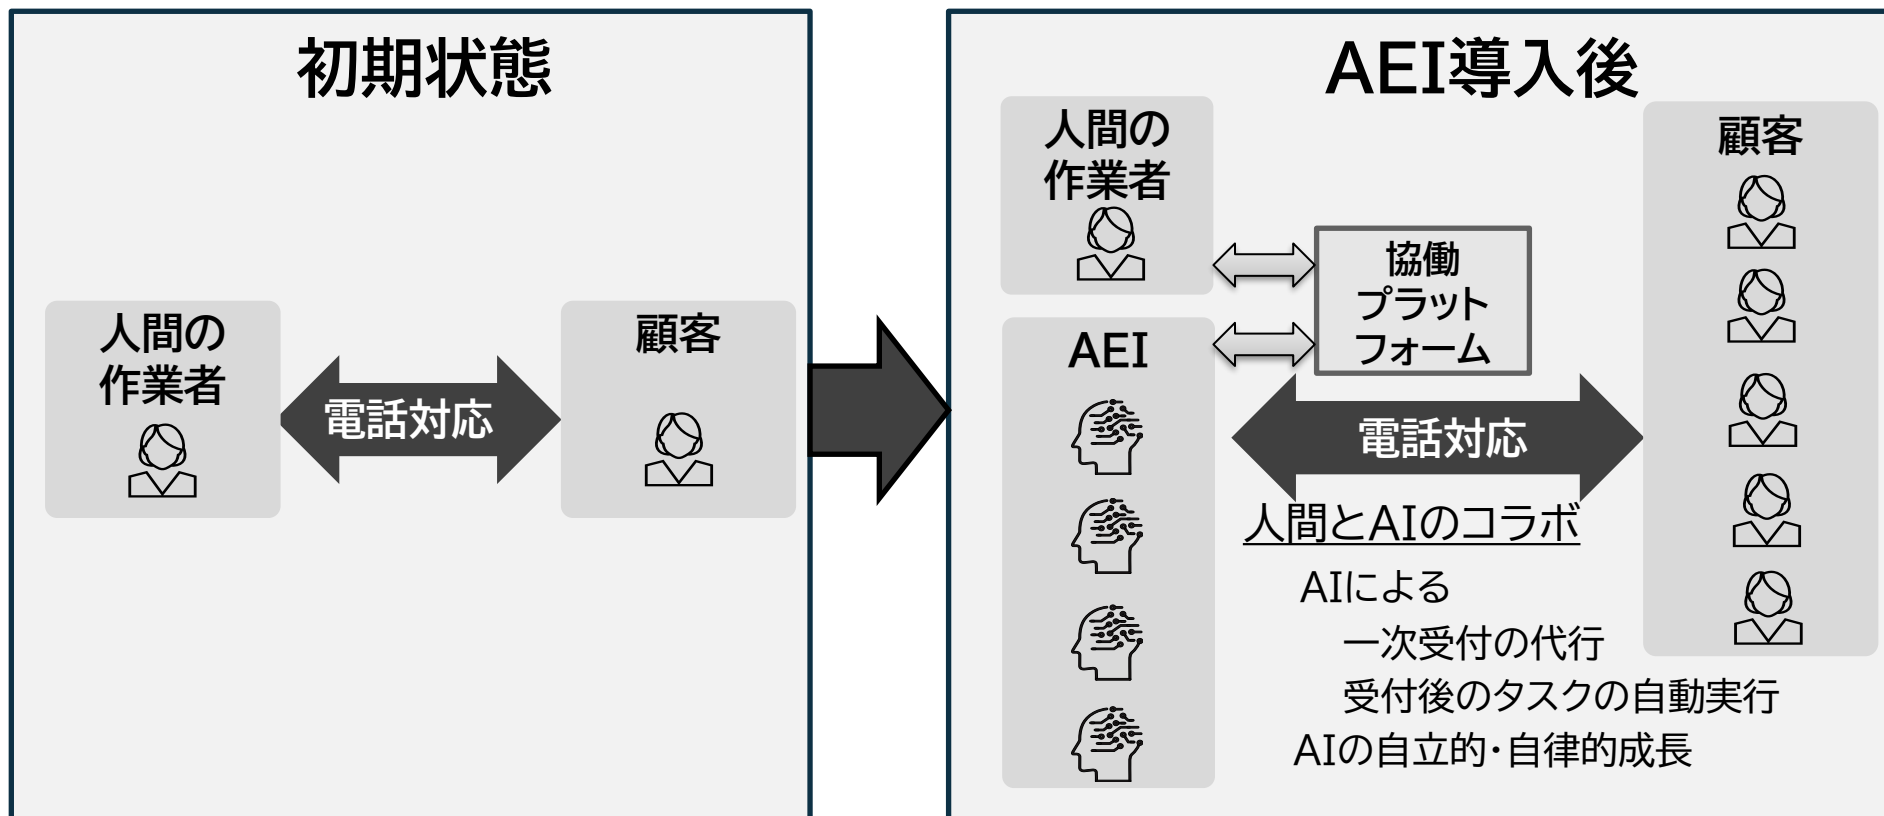 初期状態
人間の
作業者
電話対応
顧客
AEI導入後
人間の
作業者
AEI
協働
プラット
フォーム
電話対応
顧客
人間とAIのコラボ
AIによる
一次受付の代行
受付後のタスクの自動実行
AIの自立的・自律的成長